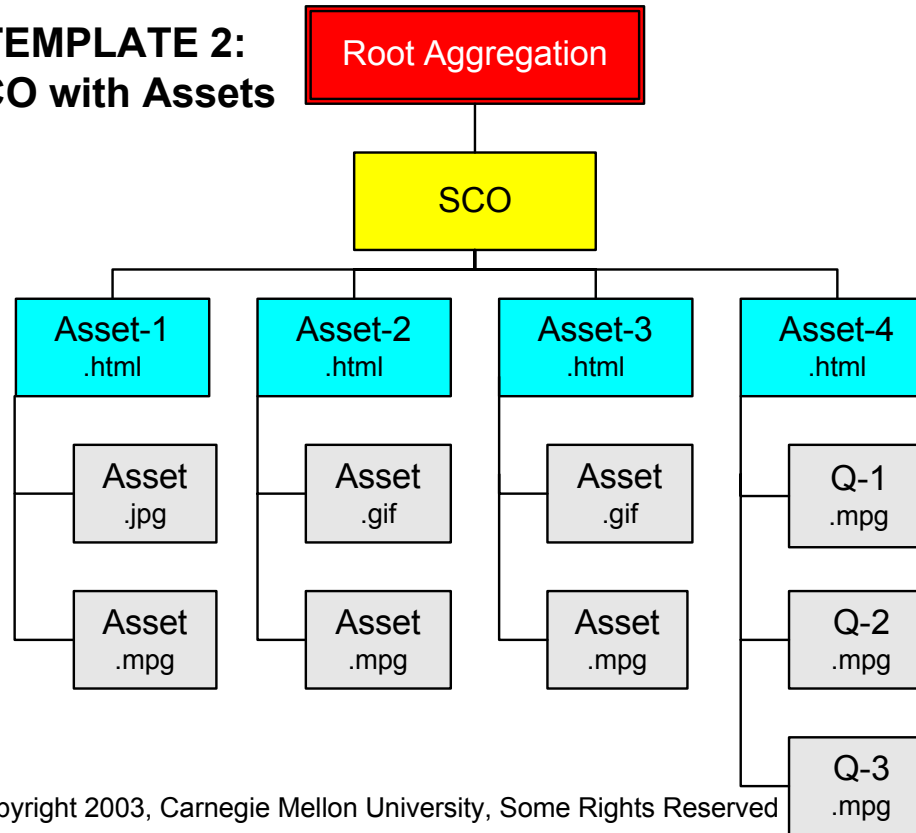 TEMPLATE 2:
CO with Assets
Root Aggregation
SCO
Asset-1
.html
Asset-2
.html
Asset-3
.html
Asset-4
.html
Asset
.jpg
Asset
.gif
Asset
.gif
Q-1
.mpg
Asset
.mpg
Asset
.mpg
Asset
.mpg
Q-2
.mpg
Q-3
.mpg
pyright 2003, Carnegie Mellon University, Some Rights Reserved